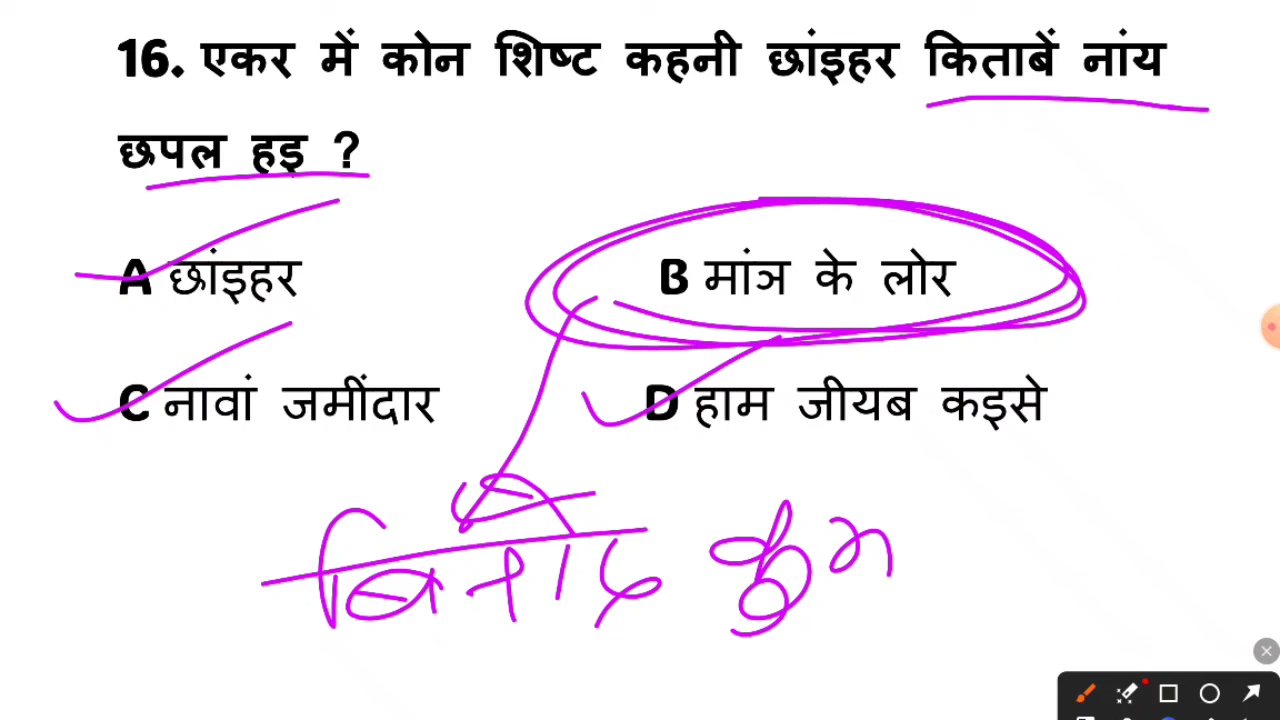 16. एकर में कोन शिष्ट कहनी छांइहर किताबें नांय
छपल हइ ?
A छांइहर
B मांञ के लोर
C नावां जमींदार
D हाम जीयब कइसे